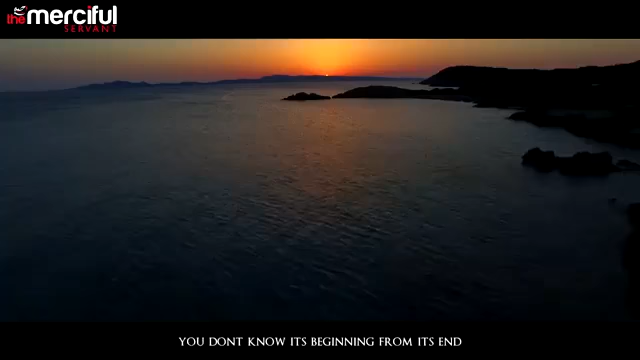 the merciful
SERVANT
YOU DONT KNOW ITS BEGINNING FROM ITS END